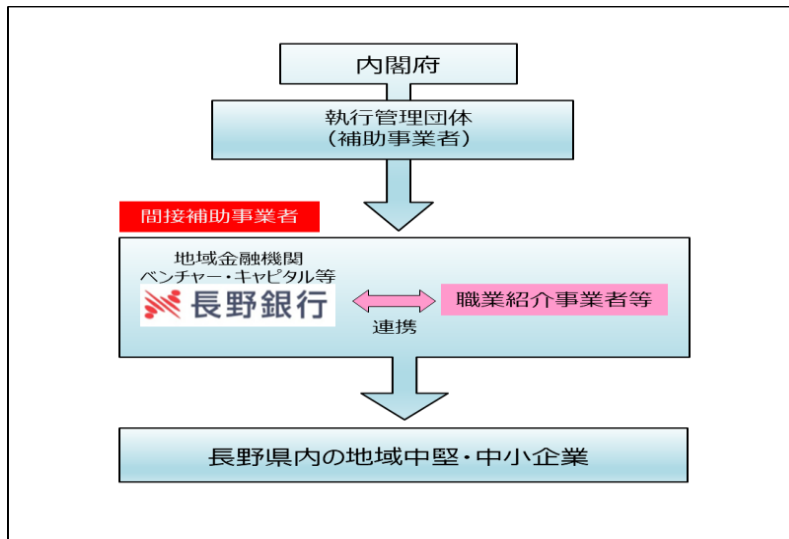 内閣府
執行管理団体
（補助事業者）
間接補助事業者
地域金融機関
ベンチャー・キャピタル等
長野銀行
連携
職業紹介事業者等
長野県内の地域中堅・中小企業